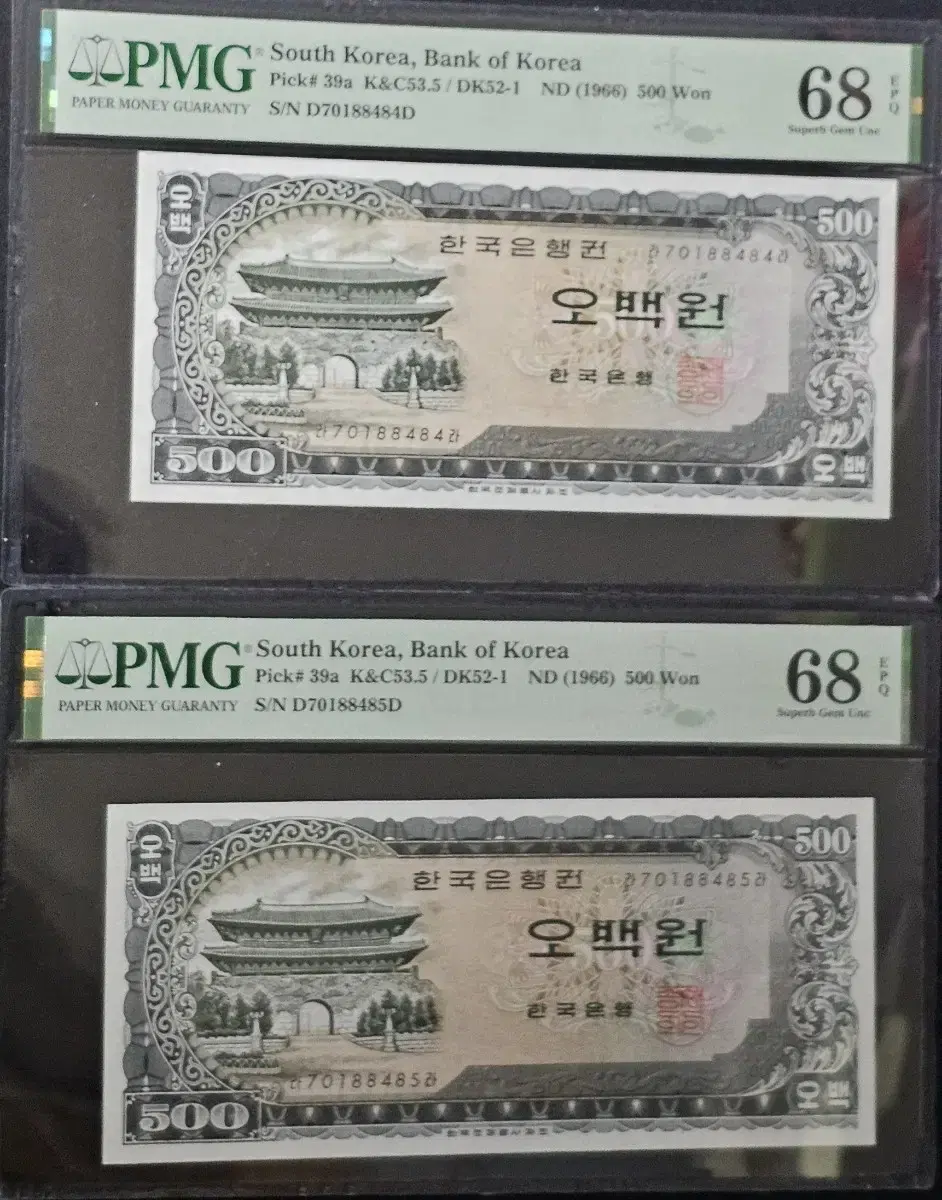 PMG
PAPER MONEY GUARANTY
South Korea, Bank of Korea
Pick# 39a K&C53.5 / DK52-1 ND (1966) 500 Won
S/N D70188484D
68
EPQ
Superb Gem Unc
오백
500
한국은행권
라70188484라
오백원
한국은행
라70188484라
500
오백
PMG
PAPER MONEY GUARANTY
South Korea, Bank of Korea
Pick# 39a K&C53.5 / DK52-1 ND (1966) 500 Won
S/N D70188485D
68
EPQ
Superb Gem Unc
오백
500
한국은행권
라70188485라
오백원
한국은행
라70188485라
500
오백